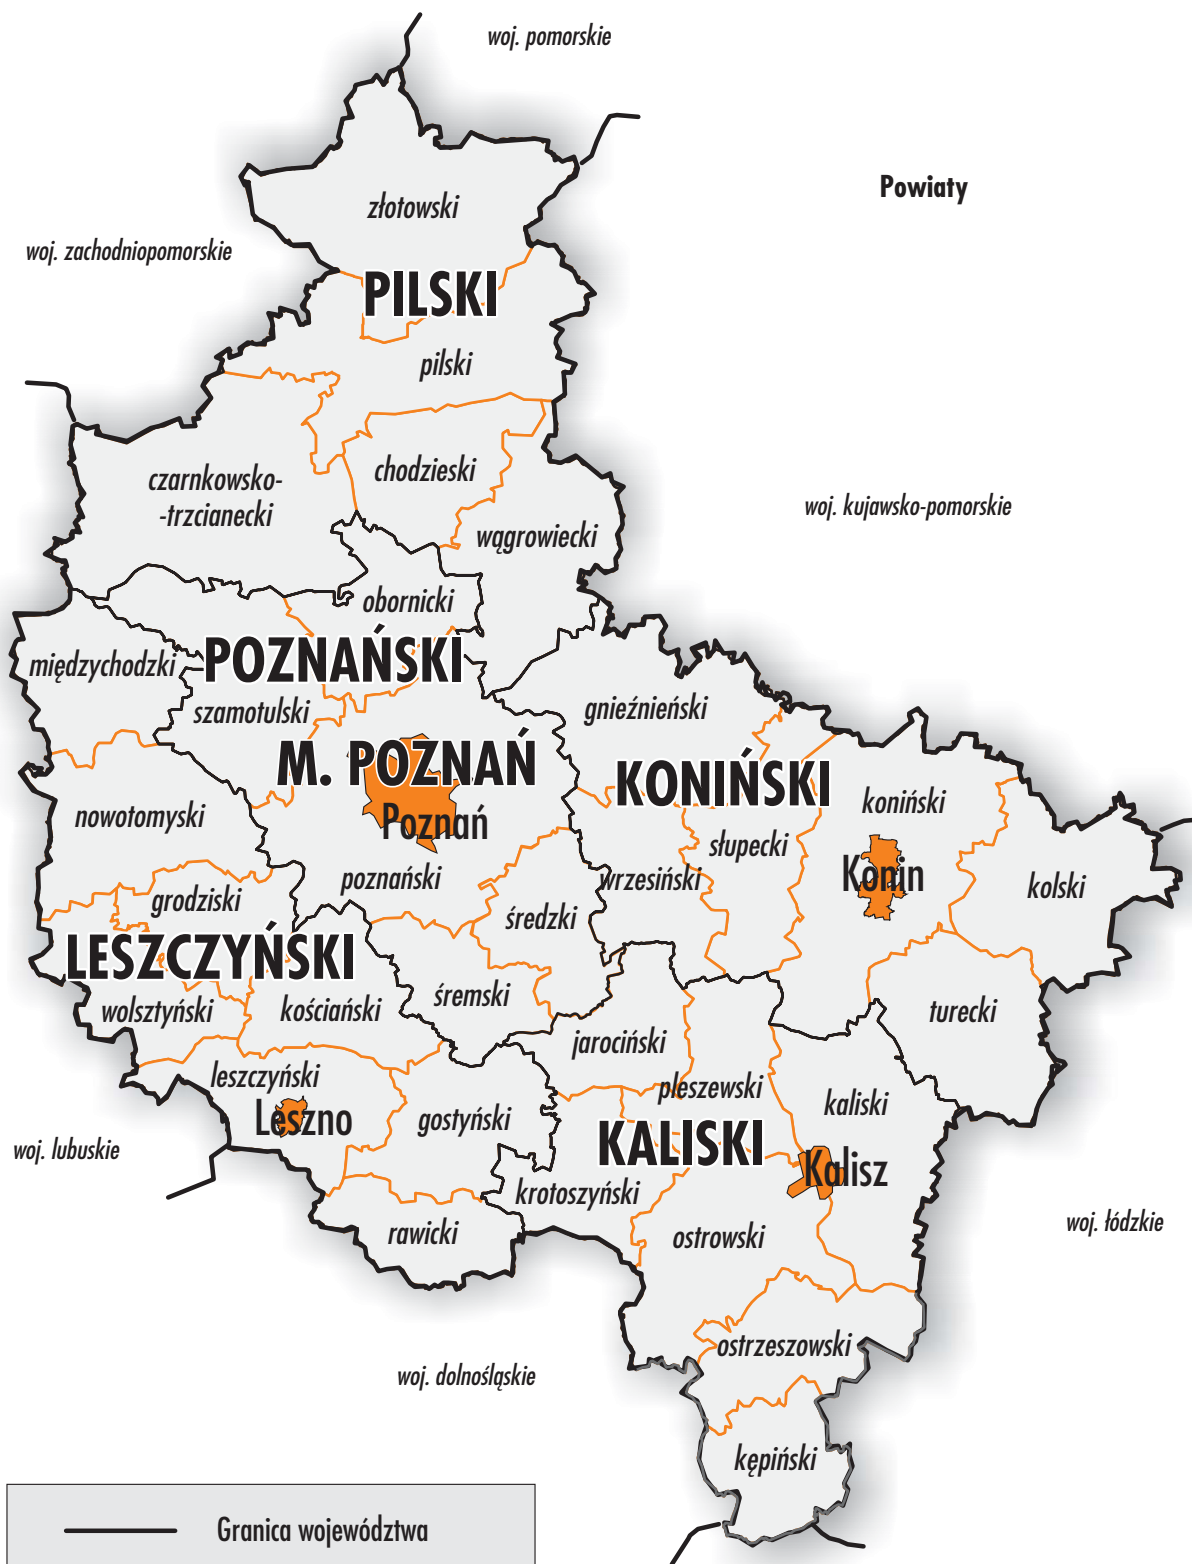 woj. pomorskie
Powiaty
złotowski
woj. zachodniopomorskie
PILSKI
pilski
chodzieski
czarnkowsko-
-trzcianecki
woj. kujawsko-pomorskie
wągrowiecki
obornicki
POZNAŃSKI
międzychodzki
szamotulski
gnieźnieński
M. POZNAŃ
KONIŃSKI
koniński
nowotomyski
Poznań
słupecki
poznański
wrzesiński
Konin
kolski
grodziski
średzki
LESZCZYŃSKI
śremski
wolsztyński
kościański
turecki
jarociński
leszczyński
pleszewski
kaliski
Leszno
gostyński
woj. lubuskie
KALISKI
Kalisz
krotoszyński
rawicki
ostrowski
woj. łódzkie
ostrzeszowski
woj. dolnośląskie
kępiński
Granica województwa